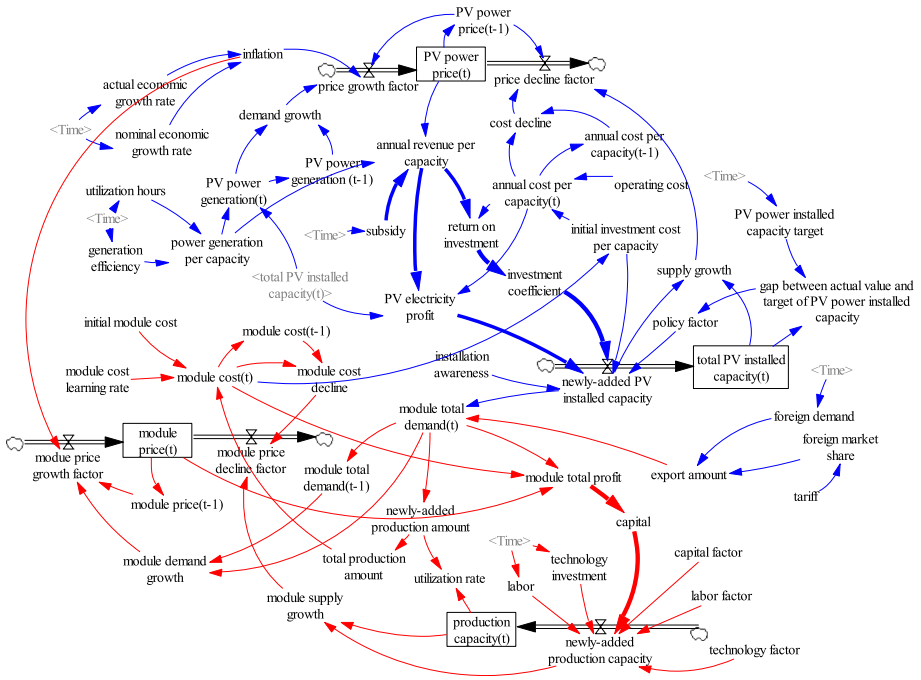 PV power
price(t-1)
inflation
PV power
price(t)
price growth factor
price decline factor
actual economic
growth rate
demand growth
cost decline
<Time>
nominal economic
growth rate
annual cost per
capacity(t-1)
annual revenue per
capacity
PV power
generation (t-1)
PV power
generation(t)
annual cost per
capacity(t)
operating cost
<Time>
utilization hours
<Time>
generation
efficiency
power generation
per capacity
<Time>
subsidy
return on
investment
initial investment cost
per capacity
PV power installed
capacity target
<total PV installed
capacity(t)>
investment
coefficient
supply growth
gap between actual value and
target of PV power installed
capacity
PV electricity
profit
policy factor
initial module cost
module cost(t-1)
installation
awareness
total PV installed
capacity(t)
module cost
learning rate
module cost(t)
module cost
decline
newly-added PV
installed capacity
<Time>
module total
demand(t)
foreign demand
module
price(t)
modue price
growth factor
module price
decline factor
foreign market
share
module total
demand(t-1)
module total profit
export amount
tariff
module price(t-1)
newly-added
production amount
capital
<Time>
module demand
growth
total production
amount
utilization rate
technology
investment
capital factor
labor
module supply
growth
labor factor
production
capacity(t)
newly-added
production capacity
technology factor